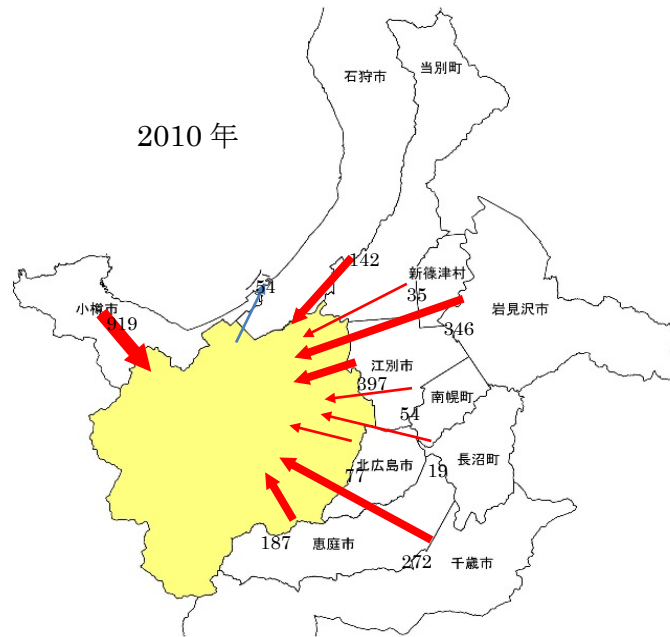 当別町
石狩市
2010 年
142
新篠津村
54
35
小樽市
岩見沢市
919
346
江別市
397
南幌町
54
長沼町
北広島市
77
19
187
恵庭市
272
千歳市